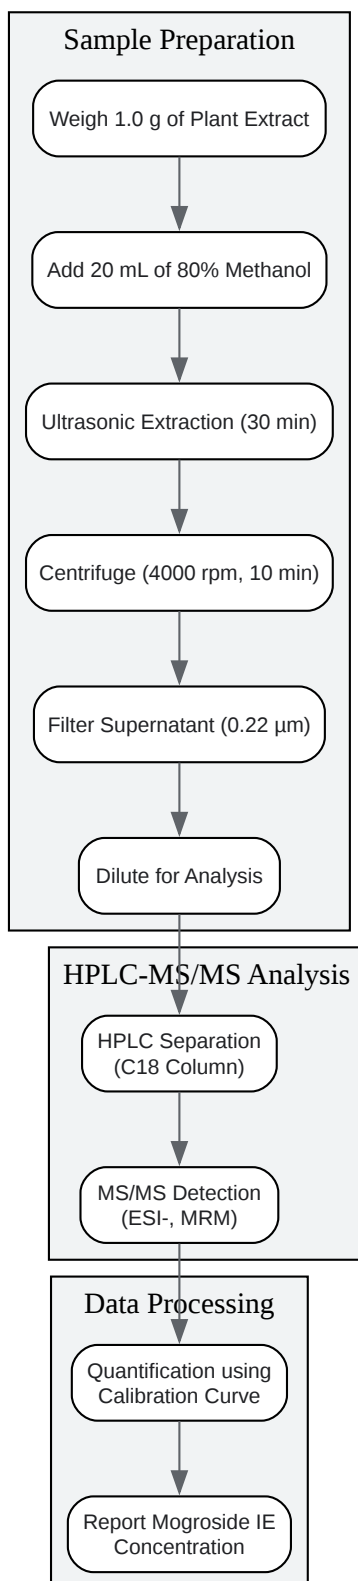 Sample Preparation
Weigh 1.0 g of Plant Extract
Add 20 mL of 80% Methanol
Ultrasonic Extraction (30 min)
Centrifuge (4000 rpm, 10 min)
Filter Supernatant (0.22 µm)
Dilute for Analysis
HPLC-MS/MS Analysis
HPLC Separation
(C18 Column)
MS/MS Detection
(ESI-, MRM)
Data Processing
Quantification using
Calibration Curve
Report Mogroside IE
Concentration